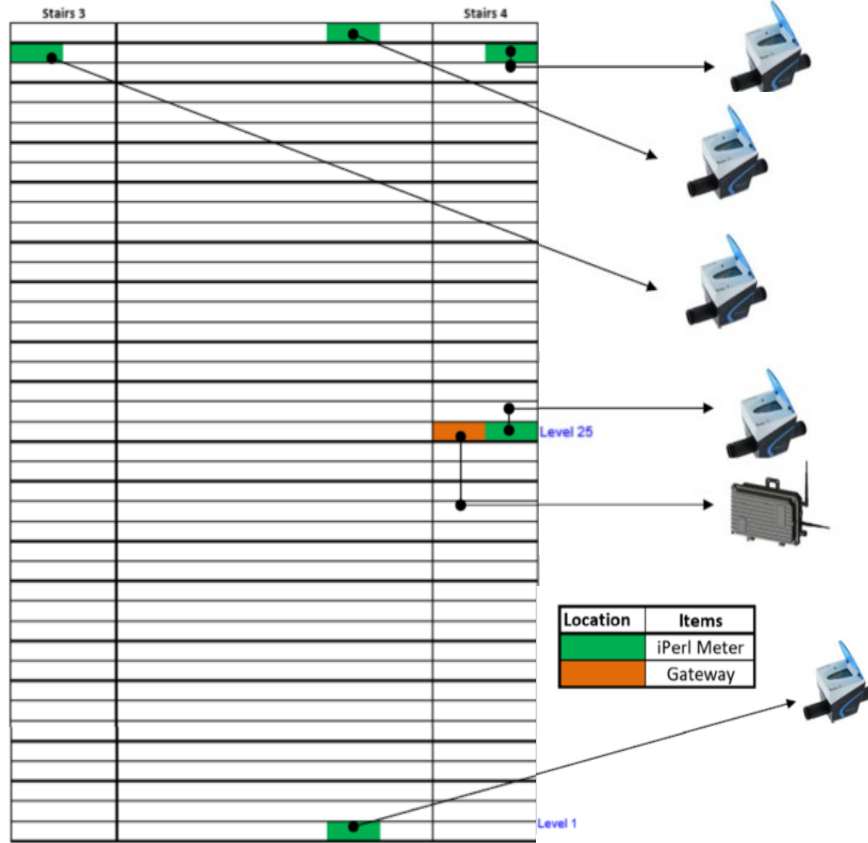 Stairs 3
Stairs 4
Level 25
Location Items
iPerl Meter
Gateway
Level 1